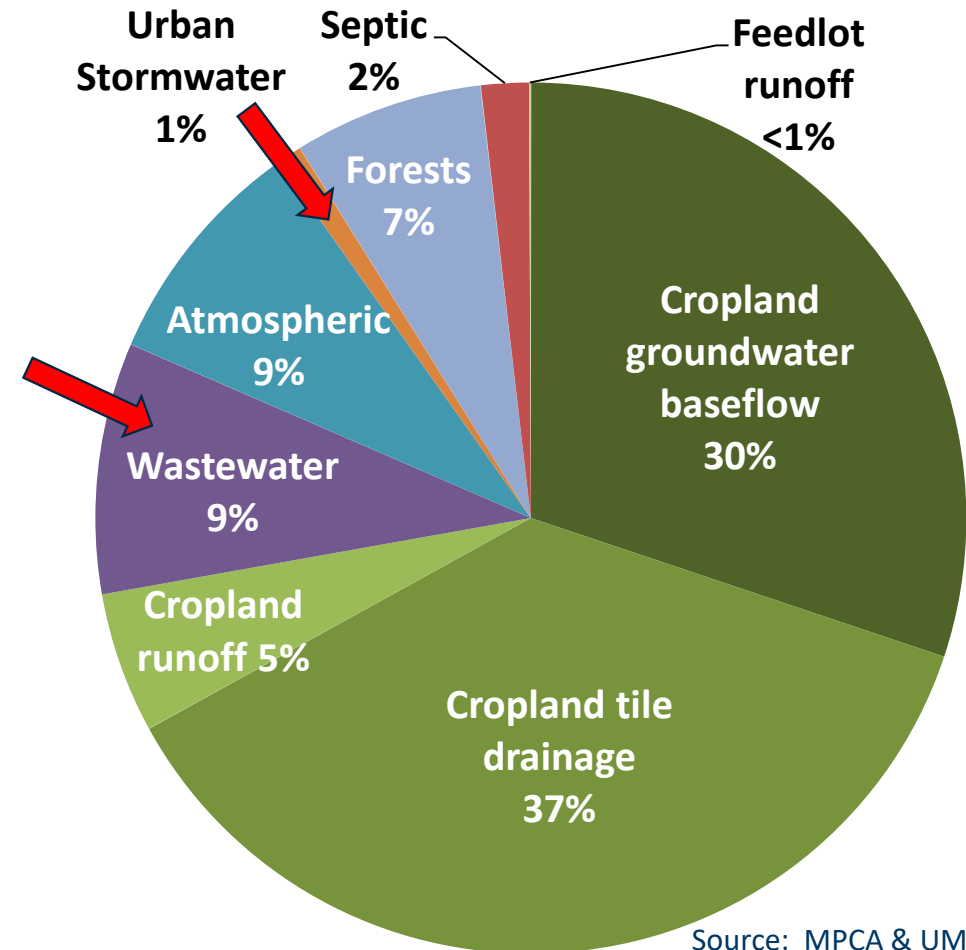 Urban
Stormwater
1%
Septic
2%
Feedlot
runoff
<1%
Forests
7%
Cropland
groundwater
baseflow
30%
Atmospheric
9%
Wastewater
9%
Cropland
runoff 5%
Cropland tile
drainage
37%
Source: MPCA & UM